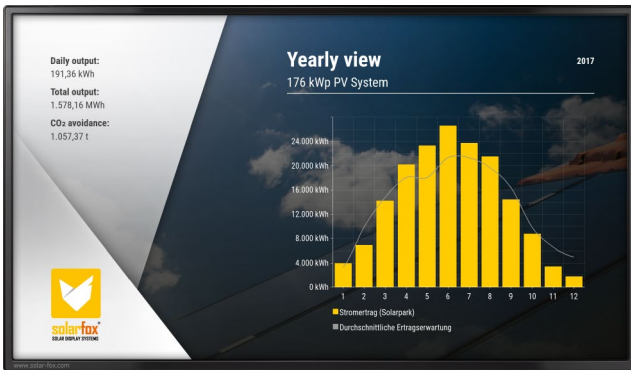 Daily output:
191,36 kWh
Total output:
1.578,16 MWh
CO₂ avoidance:
1.057,37 t
Yearly view
2017
176 kWp PV System
24.000 kWh
20.000 kWh
16.000 kWh
12.000 kWh
8.000 kWh
4.000 kWh
0 kWh
1 2 3 4 5 6 7 8 9 10 11 12
Stromertrag (Solarpark)
Durchschnittliche Ertragserwartung
solarfox®
SOLAR DISPLAY SYSTEMS
www.solar-fox.com